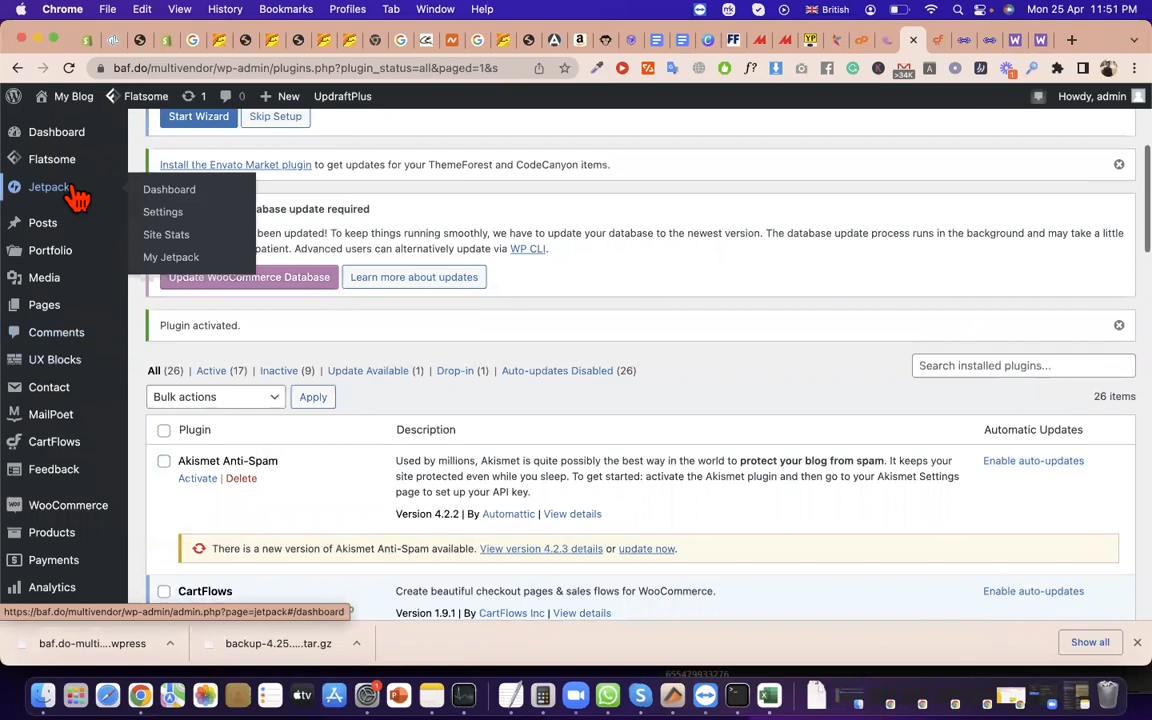 Chrome File Edit View History Bookmarks Profiles Tab Window Help British Mon 25 Apr 11:51 PM
baf.do/multivendor/wp-admin/plugins.php?plugin_status=all&paged=1&s
My Blog Flatsome 1 0 New UpdraftPlus Howdy, admin
Start Wizard Skip Setup
Dashboard
Install the Envato Market plugin to get updates for your ThemeForest and CodeCanyon items.
Flatsome
Jetpack
Dashboard
Settings
Site Stats
My Jetpack
abase update required
been updated! To keep things running smoothly, we have to update your database to the newest version. The database update process runs in the background and may take a little
patient. Advanced users can alternatively update via WP CLI.
Update WooCommerce Database Learn more about updates
Posts
Portfolio
Media
Pages
Comments
UX Blocks
Contact
MailPoet
CartFlows
Feedback
WooCommerce
Products
Payments
Analytics
Plugin activated.
All (26) | Active (17) | Inactive (9) | Update Available (1) | Drop-in (1) | Auto-updates Disabled (26)
Search installed plugins...
Bulk actions Apply 26 items
Plugin Description Automatic Updates
Akismet Anti-Spam
Activate | Delete
Used by millions, Akismet is quite possibly the best way in the world to protect your blog from spam. It keeps your
site protected even while you sleep. To get started: activate the Akismet plugin and then go to your Akismet Settings
page to set up your API key.
Version 4.2.2 | By Automattic | View details
Enable auto-updates
There is a new version of Akismet Anti-Spam available. View version 4.2.3 details or update now.
CartFlows Create beautiful checkout pages & sales flows for WooCommerce. Enable auto-updates
Version 1.9.1 | By CartFlows Inc | View details
https://baf.do/multivendor/wp-admin/admin.php?page=jetpack#/dashboard
baf.do-multi....wpress backup-4.25.....tar.gz Show all
655479933276